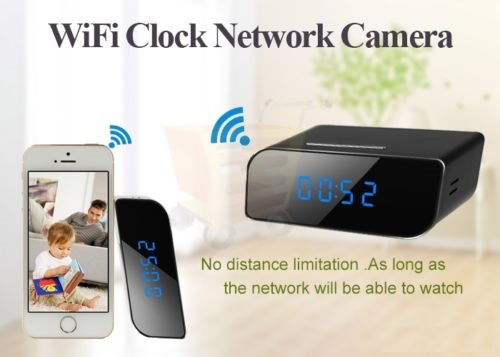 WiFi Clock Network Camera
00:52
00:52
No distance limitation .As long as
the network will be able to watch